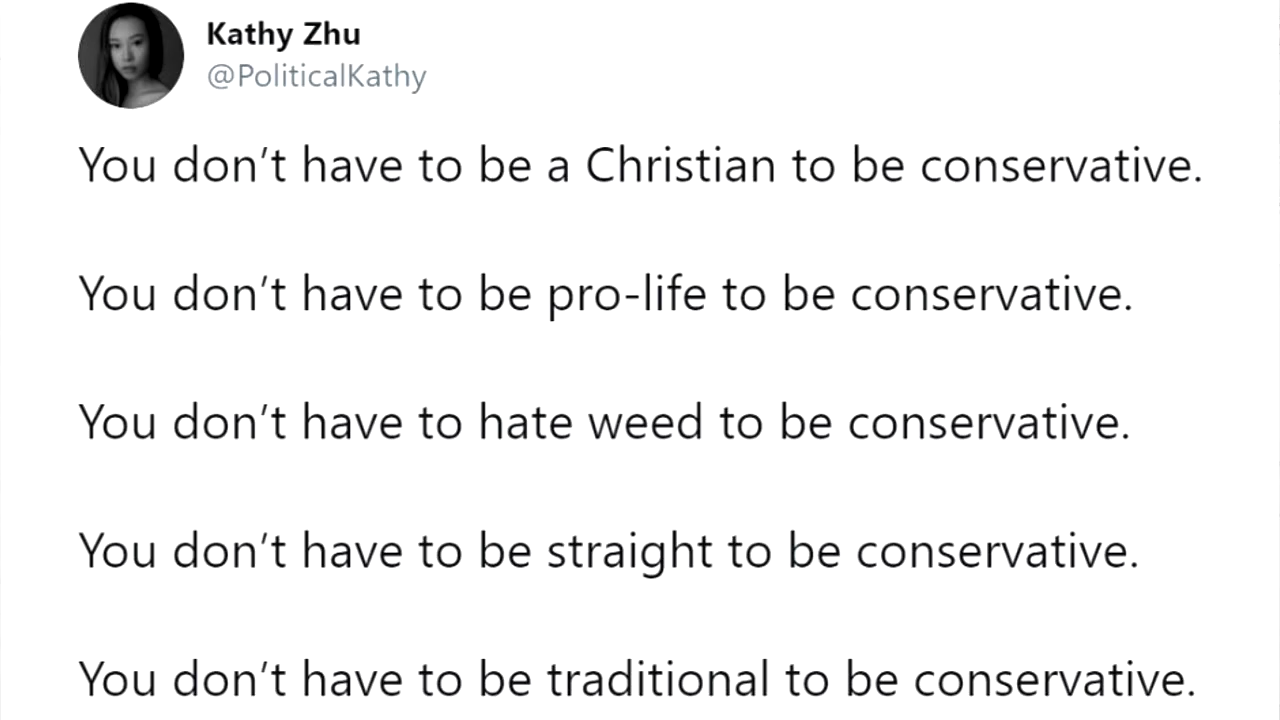 Kathy Zhu
@PoliticalKathy
You don’t have to be a Christian to be conservative.
You don’t have to be pro-life to be conservative.
You don’t have to hate weed to be conservative.
You don’t have to be straight to be conservative.
You don’t have to be traditional to be conservative.